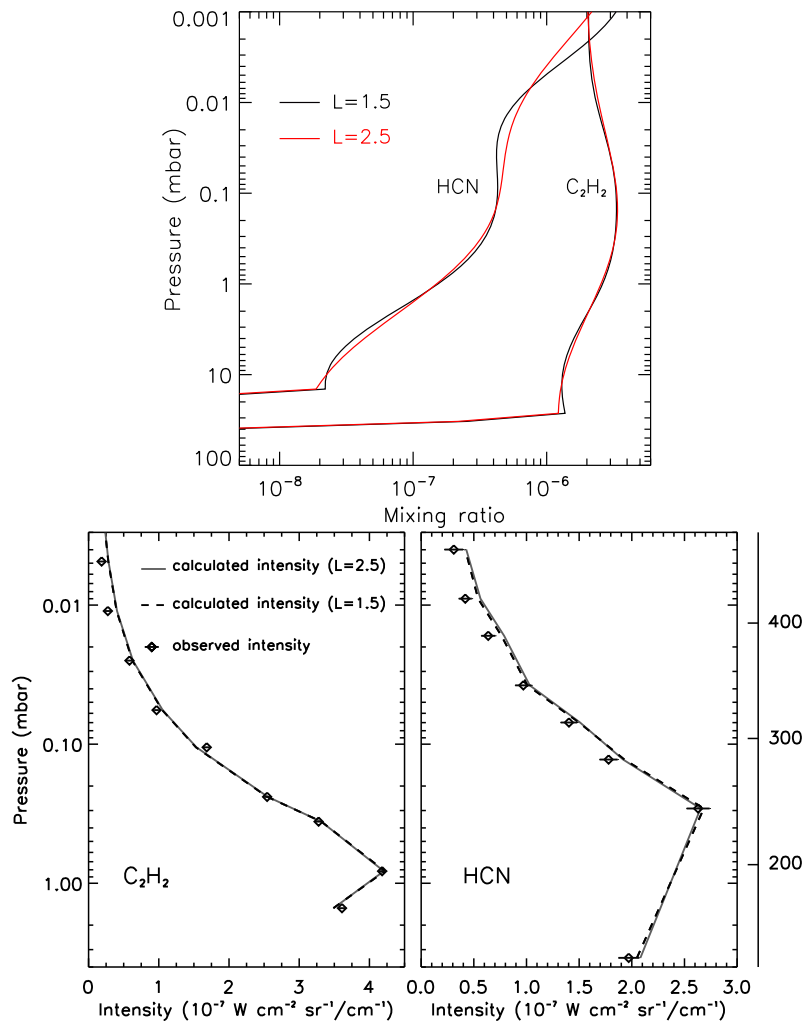 0.001
0.01
0.1
1
10
100
Pressure (mbar)
L=1.5
L=2.5
HCN
C₂H₂
10⁻⁸ 10⁻⁷ 10⁻⁶
Mixing ratio
calculated intensity (L=2.5)
calculated intensity (L=1.5)
observed intensity
0.01
0.10
1.00
Pressure (mbar)
C₂H₂
HCN
400
300
200
0 1 2 3 4
0.0 0.5 1.0 1.5 2.0 2.5 3.0
Intensity (10⁻⁷ W cm⁻² sr⁻¹/cm⁻¹)
Intensity (10⁻⁷ W cm⁻² sr⁻¹/cm⁻¹)